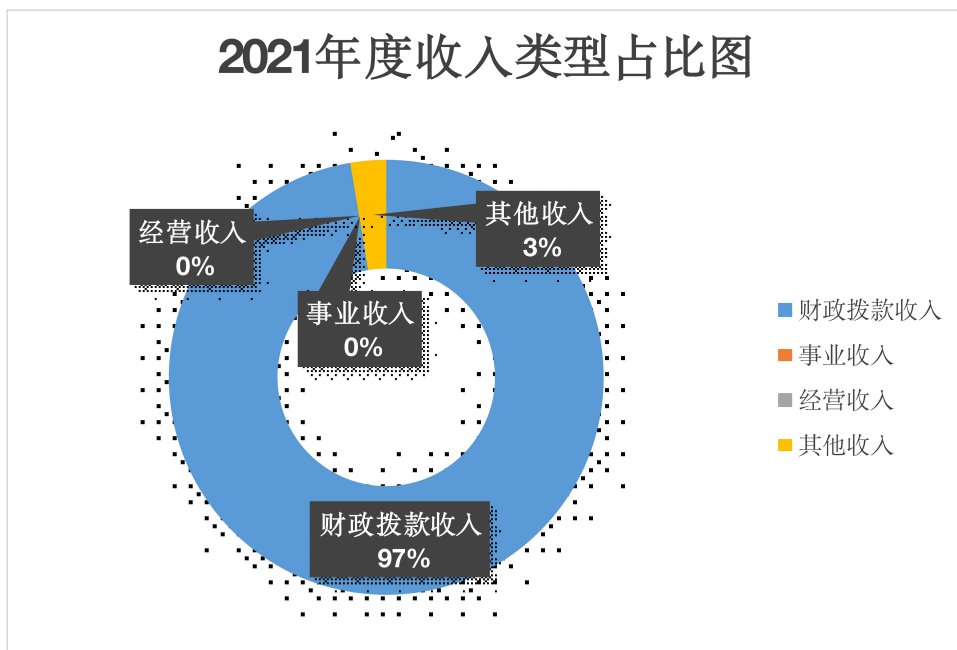 2021年度收入类型占比图
经营收入
0%
其他收入
3%
事业收入
0%
财政拨款收入
97%
财政拨款收入
事业收入
经营收入
其他收入